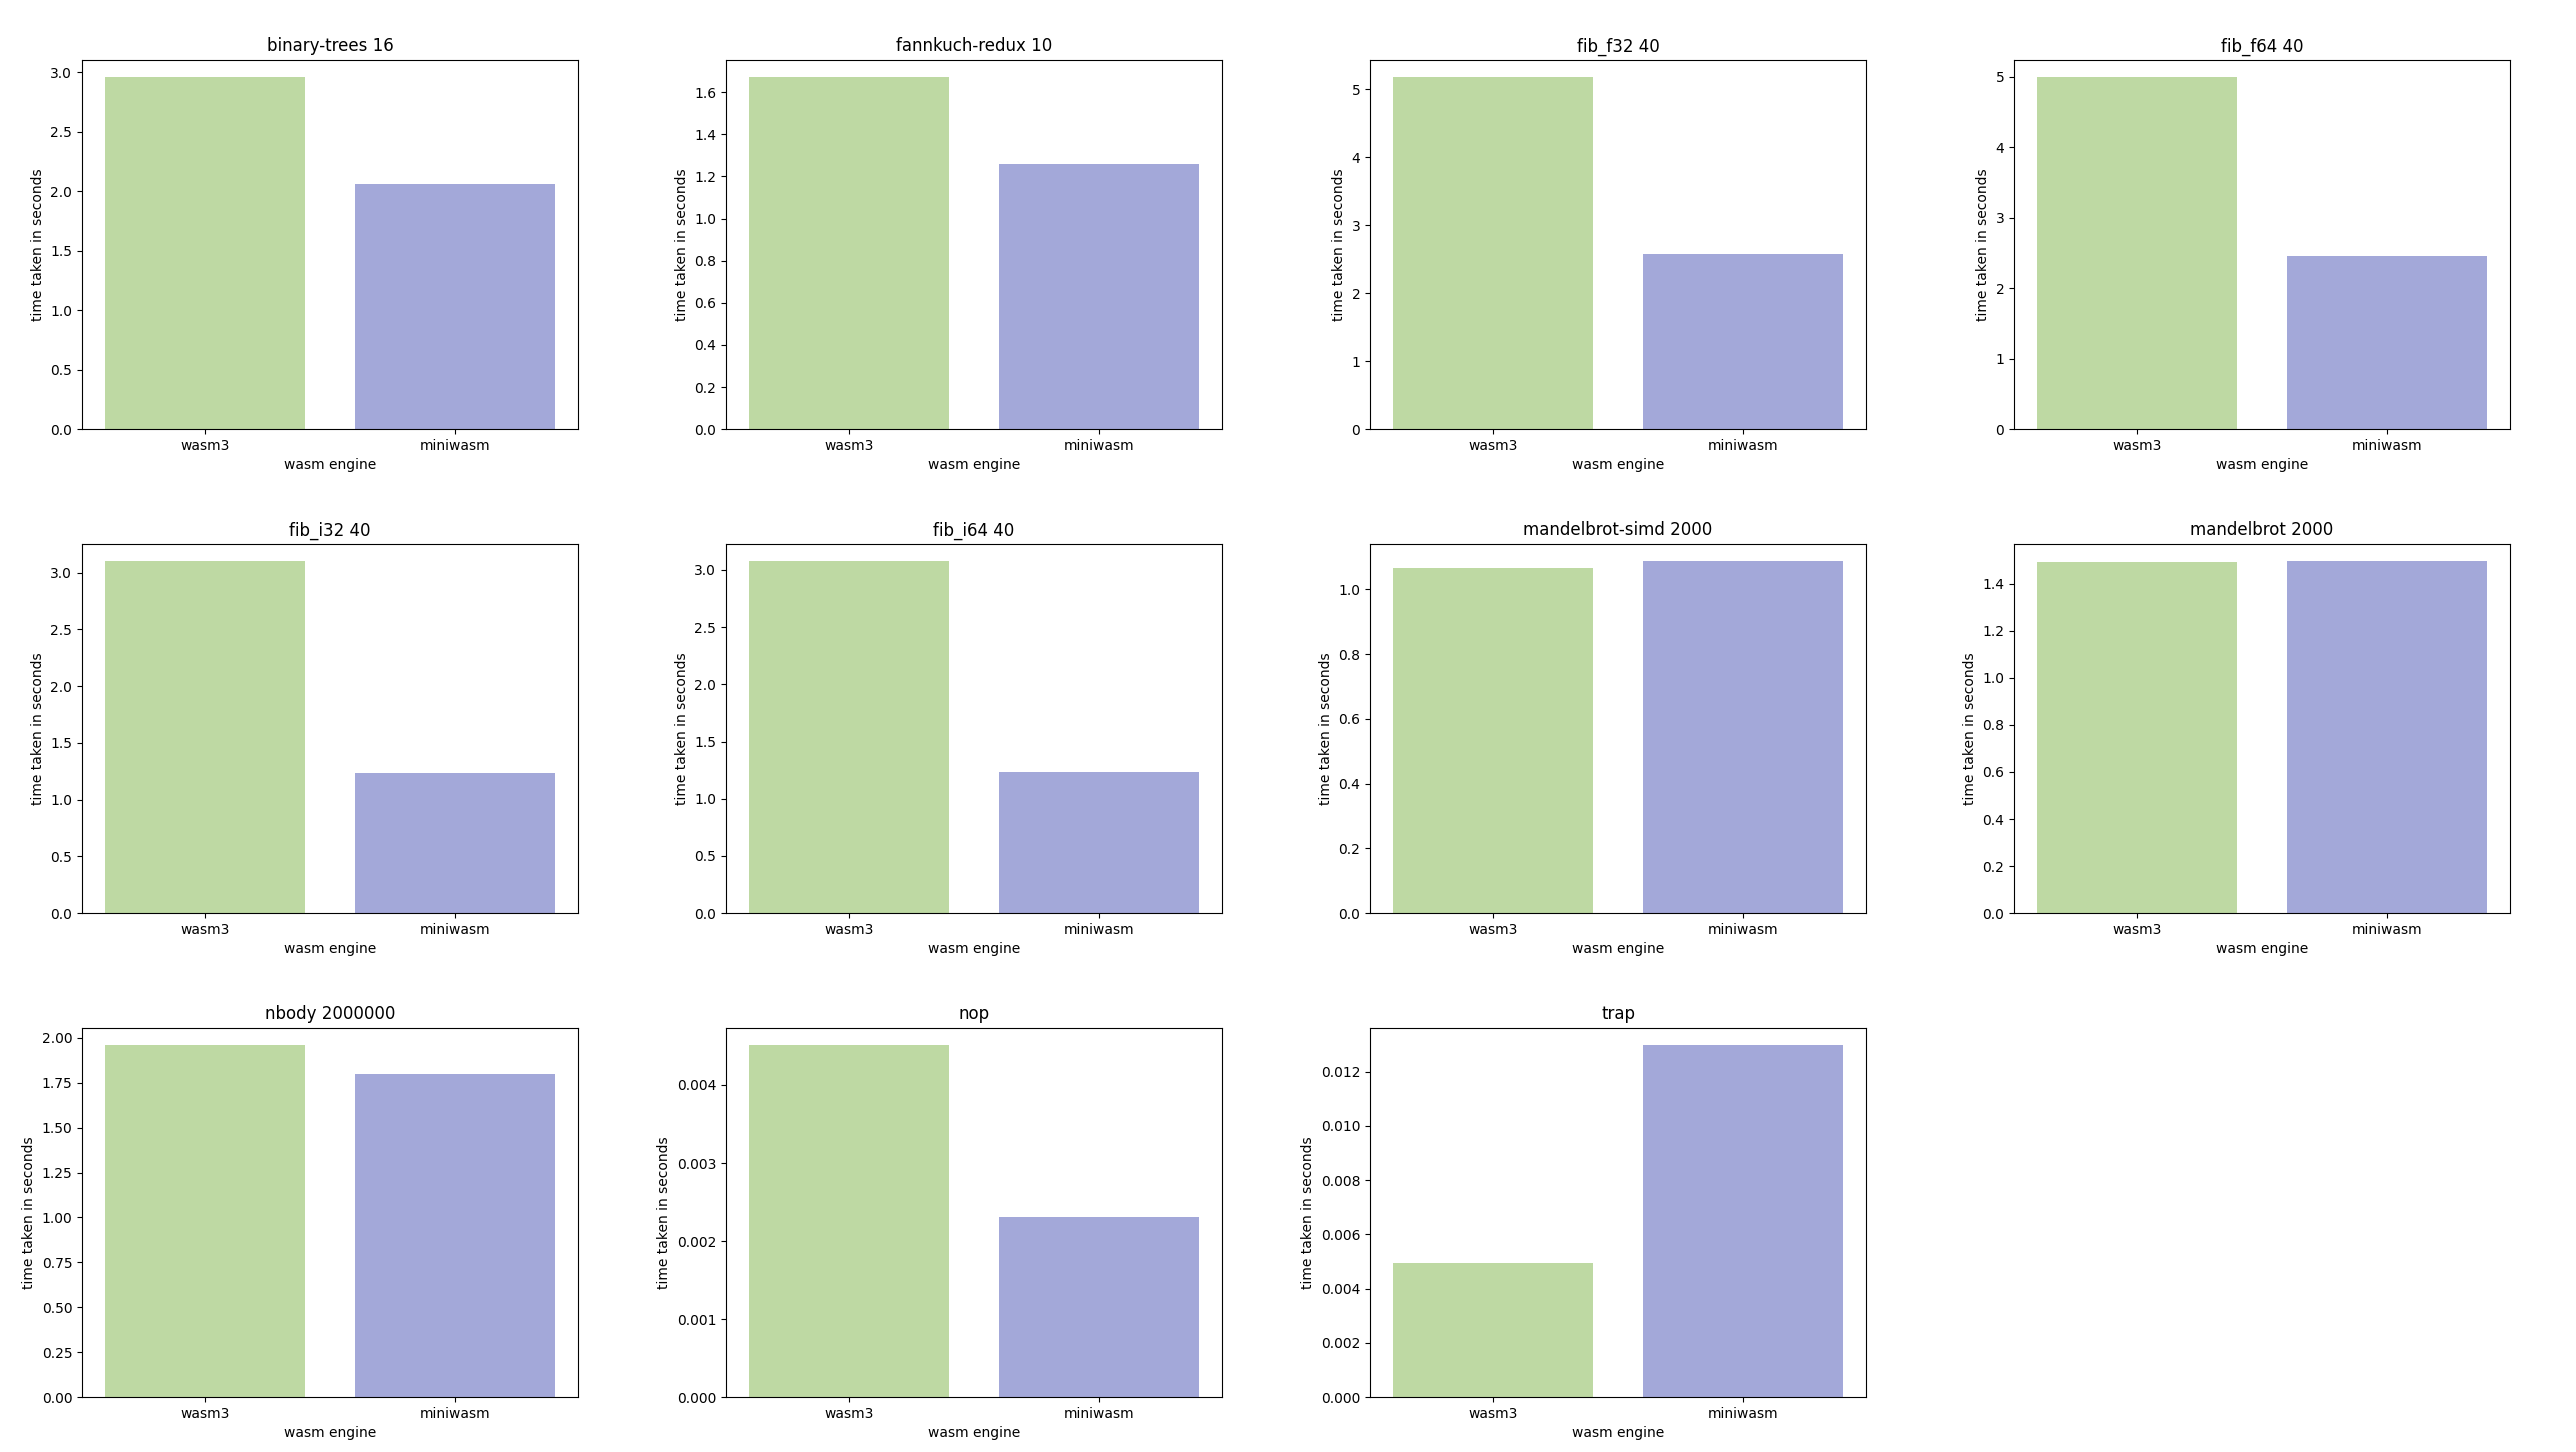 binary-trees 16
3.0
2.5
2.0
1.5
1.0
0.5
0.0
time taken in seconds
wasm3 miniwasm
wasm engine
fannkuch-redux 10
1.6
1.4
1.2
1.0
0.8
0.6
0.4
0.2
0.0
time taken in seconds
wasm3 miniwasm
wasm engine
fib_f32 40
5
4
3
2
1
0
time taken in seconds
wasm3 miniwasm
wasm engine
fib_f64 40
5
4
3
2
1
0
time taken in seconds
wasm3 miniwasm
wasm engine
fib_i32 40
3.0
2.5
2.0
1.5
1.0
0.5
0.0
time taken in seconds
wasm3 miniwasm
wasm engine
fib_i64 40
3.0
2.5
2.0
1.5
1.0
0.5
0.0
time taken in seconds
wasm3 miniwasm
wasm engine
mandelbrot-simd 2000
1.0
0.8
0.6
0.4
0.2
0.0
time taken in seconds
wasm3 miniwasm
wasm engine
mandelbrot 2000
1.4
1.2
1.0
0.8
0.6
0.4
0.2
0.0
time taken in seconds
wasm3 miniwasm
wasm engine
nbody 2000000
2.00
1.75
1.50
1.25
1.00
0.75
0.50
0.25
0.00
time taken in seconds
wasm3 miniwasm
wasm engine
nop
0.004
0.003
0.002
0.001
0.000
time taken in seconds
wasm3 miniwasm
wasm engine
trap
0.012
0.010
0.008
0.006
0.004
0.002
0.000
time taken in seconds
wasm3 miniwasm
wasm engine